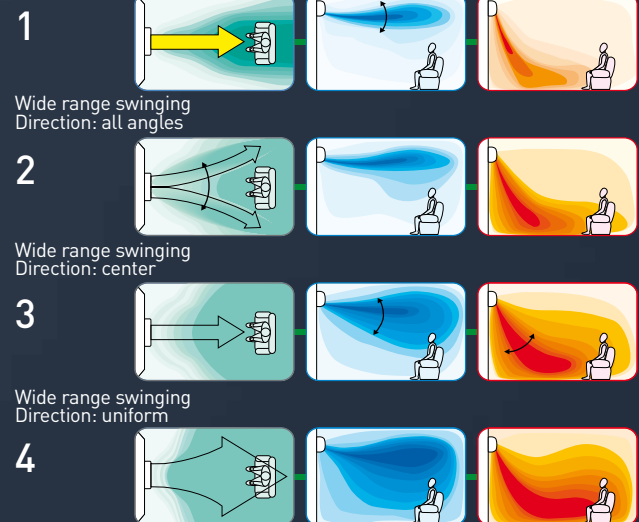 1
Wide range swinging
Direction: all angles
2
Wide range swinging
Direction: center
3
Wide range swinging
Direction: uniform
4